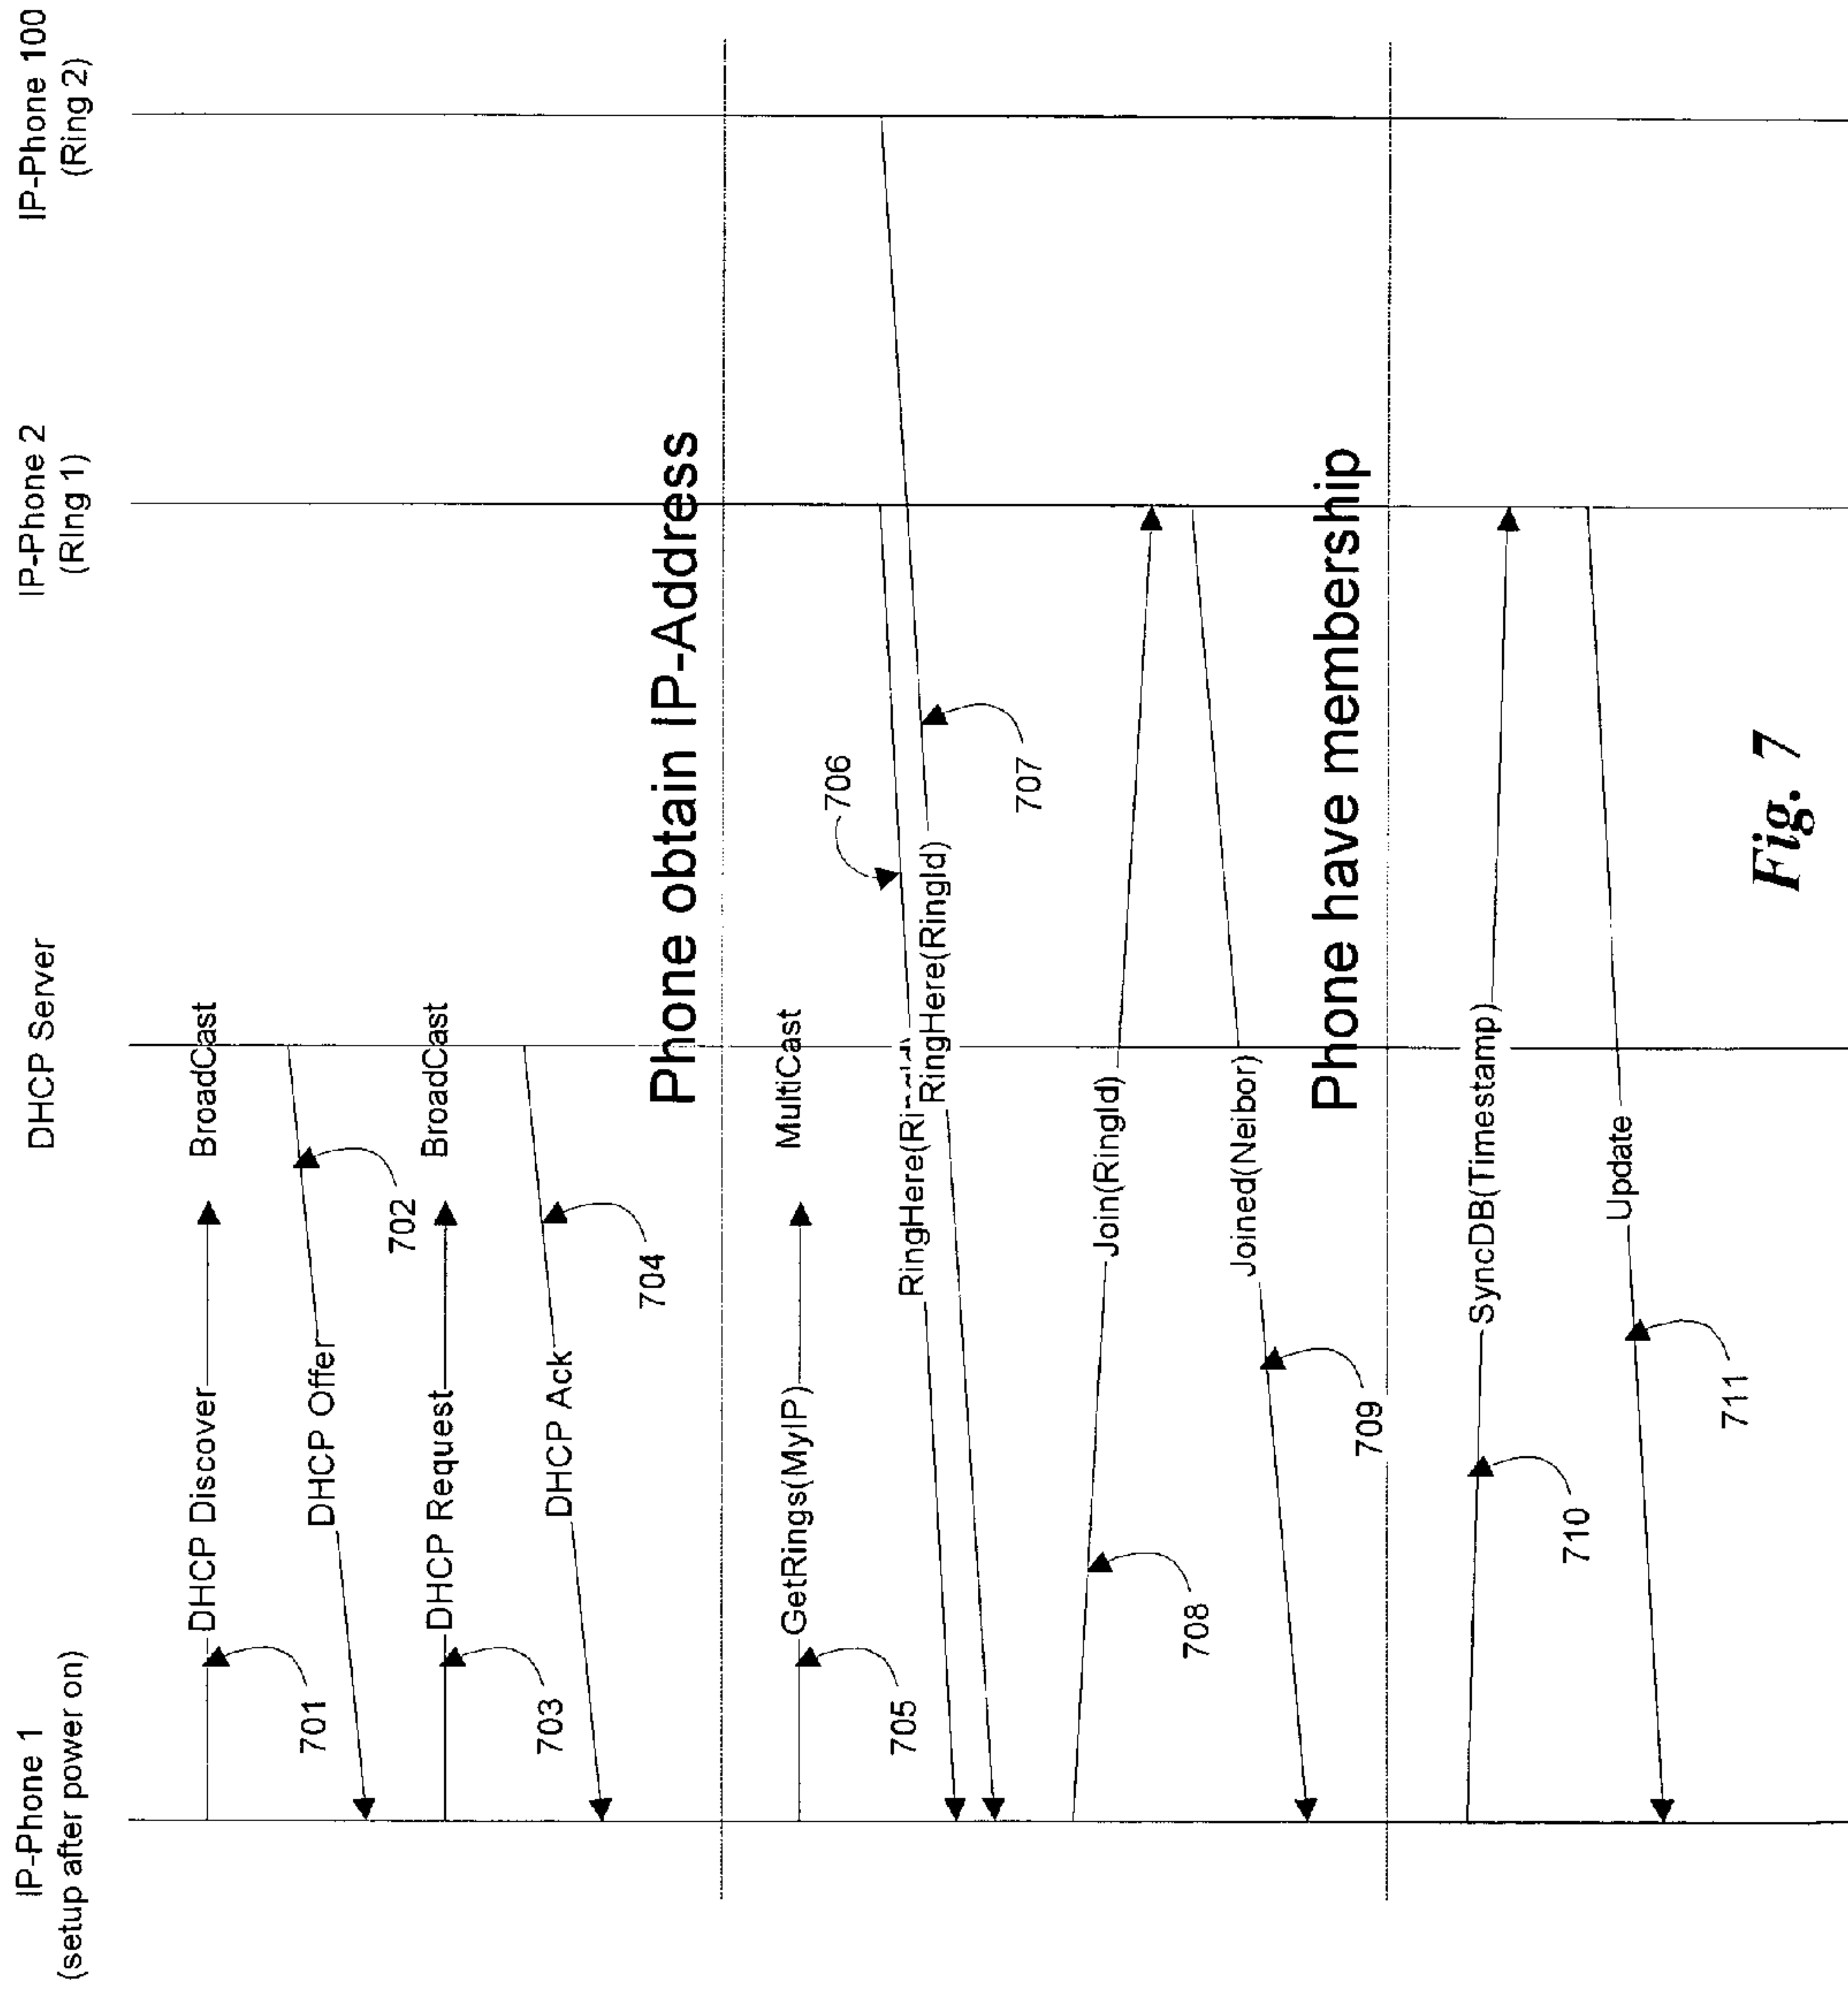 IP-Phone 1
(setup after power on)
DHCP Server
IP-Phone 2
(RIng 1)
IP-Phone 100
(Ring 2)
DHCP Discover
BroadCast
701
DHCP Offer
702
DHCP Request
BroadCast
703
DHCP Ack
704
Phone obtain IP-Address
GetRings(MyIP)
MultiCast
705
706
RingHere(
RingHere(RingId)
707
Join(RingId)
708
Joined(Neibor)
709
Phone have membership
SyncDB(Timestamp)
710
Update
711
Fig. 7